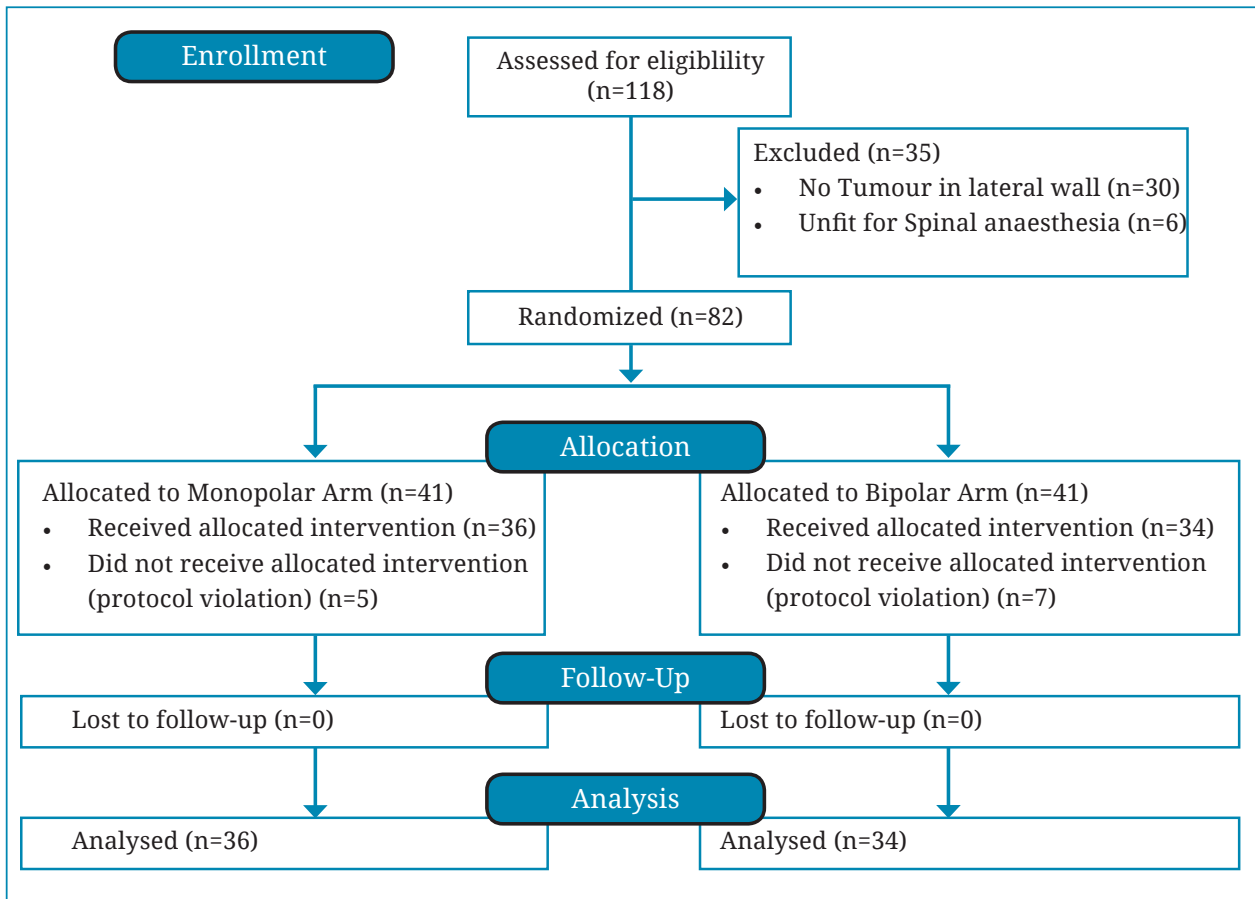 Enrollment
Assessed for eligiblility
(n=118)
Excluded (n=35)
• No Tumour in lateral wall (n=30)
• Unfit for Spinal anaesthesia (n=6)
Randomized (n=82)
Allocation
Allocated to Monopolar Arm (n=41)
• Received allocated intervention (n=36)
• Did not receive allocated intervention
(protocol violation) (n=5)
Allocated to Bipolar Arm (n=41)
• Received allocated intervention (n=34)
• Did not receive allocated intervention
(protocol violation) (n=7)
Follow-Up
Lost to follow-up (n=0)
Lost to follow-up (n=0)
Analysis
Analysed (n=36)
Analysed (n=34)